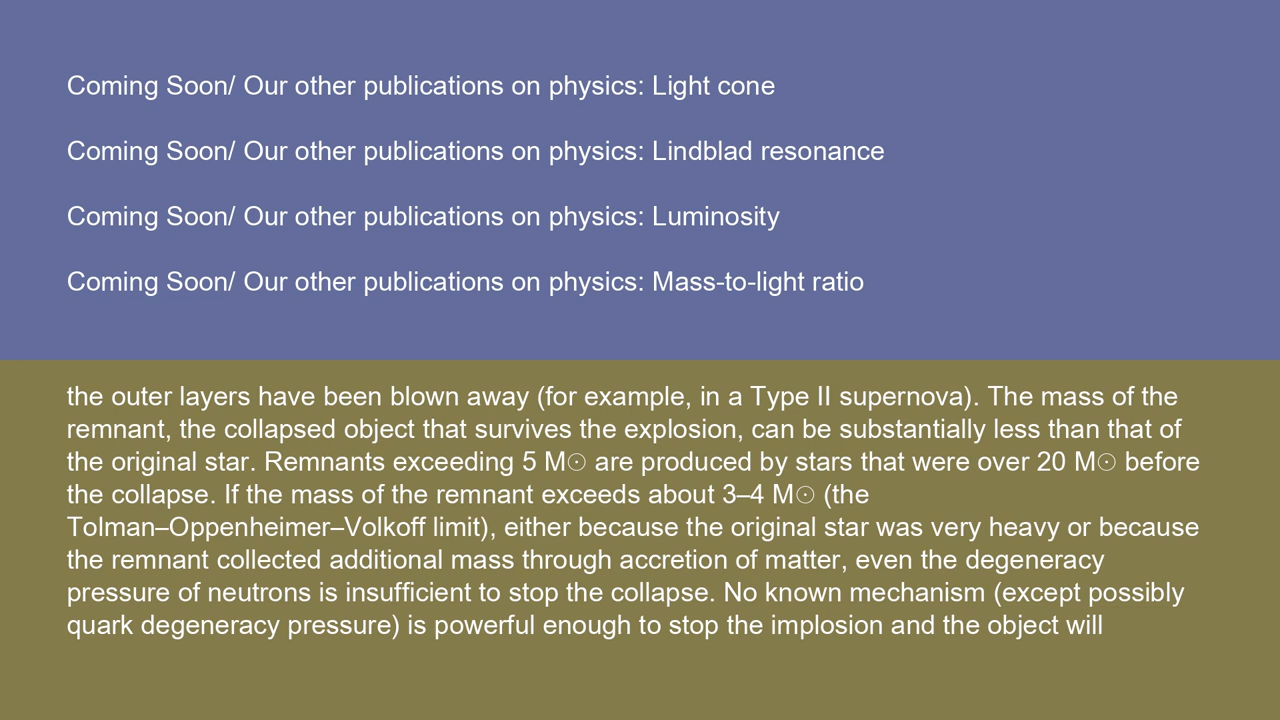 Coming Soon/ Our other publications on physics: Light cone
Coming Soon/ Our other publications on physics: Lindblad resonance
Coming Soon/ Our other publications on physics: Luminosity
Coming Soon/ Our other publications on physics: Mass-to-light ratio
the outer layers have been blown away (for example, in a Type II supernova). The mass of the
remnant, the collapsed object that survives the explosion, can be substantially less than that of
the original star. Remnants exceeding 5 M☉ are produced by stars that were over 20 M☉ before
the collapse. If the mass of the remnant exceeds about 3–4 M☉ (the
Tolman–Oppenheimer–Volkoff limit), either because the original star was very heavy or because
the remnant collected additional mass through accretion of matter, even the degeneracy
pressure of neutrons is insufficient to stop the collapse. No known mechanism (except possibly
quark degeneracy pressure) is powerful enough to stop the implosion and the object will